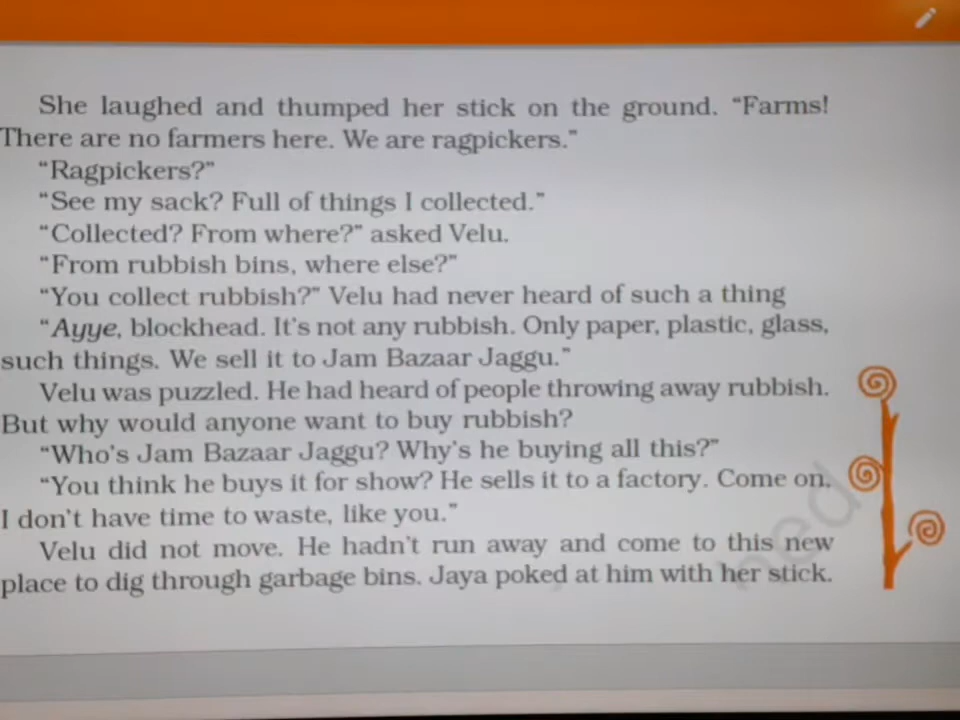 She laughed and thumped her stick on the ground. “Farms!
There are no farmers here. We are ragpickers.”
“Ragpickers?”
“See my sack? Full of things I collected.”
“Collected? From where?” asked Velu.
“From rubbish bins, where else?”
“You collect rubbish?” Velu had never heard of such a thing
“Ayye, blockhead. It’s not any rubbish. Only paper, plastic, glass,
such things. We sell it to Jam Bazaar Jaggu.”
Velu was puzzled. He had heard of people throwing away rubbish.
But why would anyone want to buy rubbish?
“Who’s Jam Bazaar Jaggu? Why’s he buying all this?”
“You think he buys it for show? He sells it to a factory. Come on,
I don’t have time to waste, like you.”
Velu did not move. He hadn’t run away and come to this new
place to dig through garbage bins. Jaya poked at him with her stick.